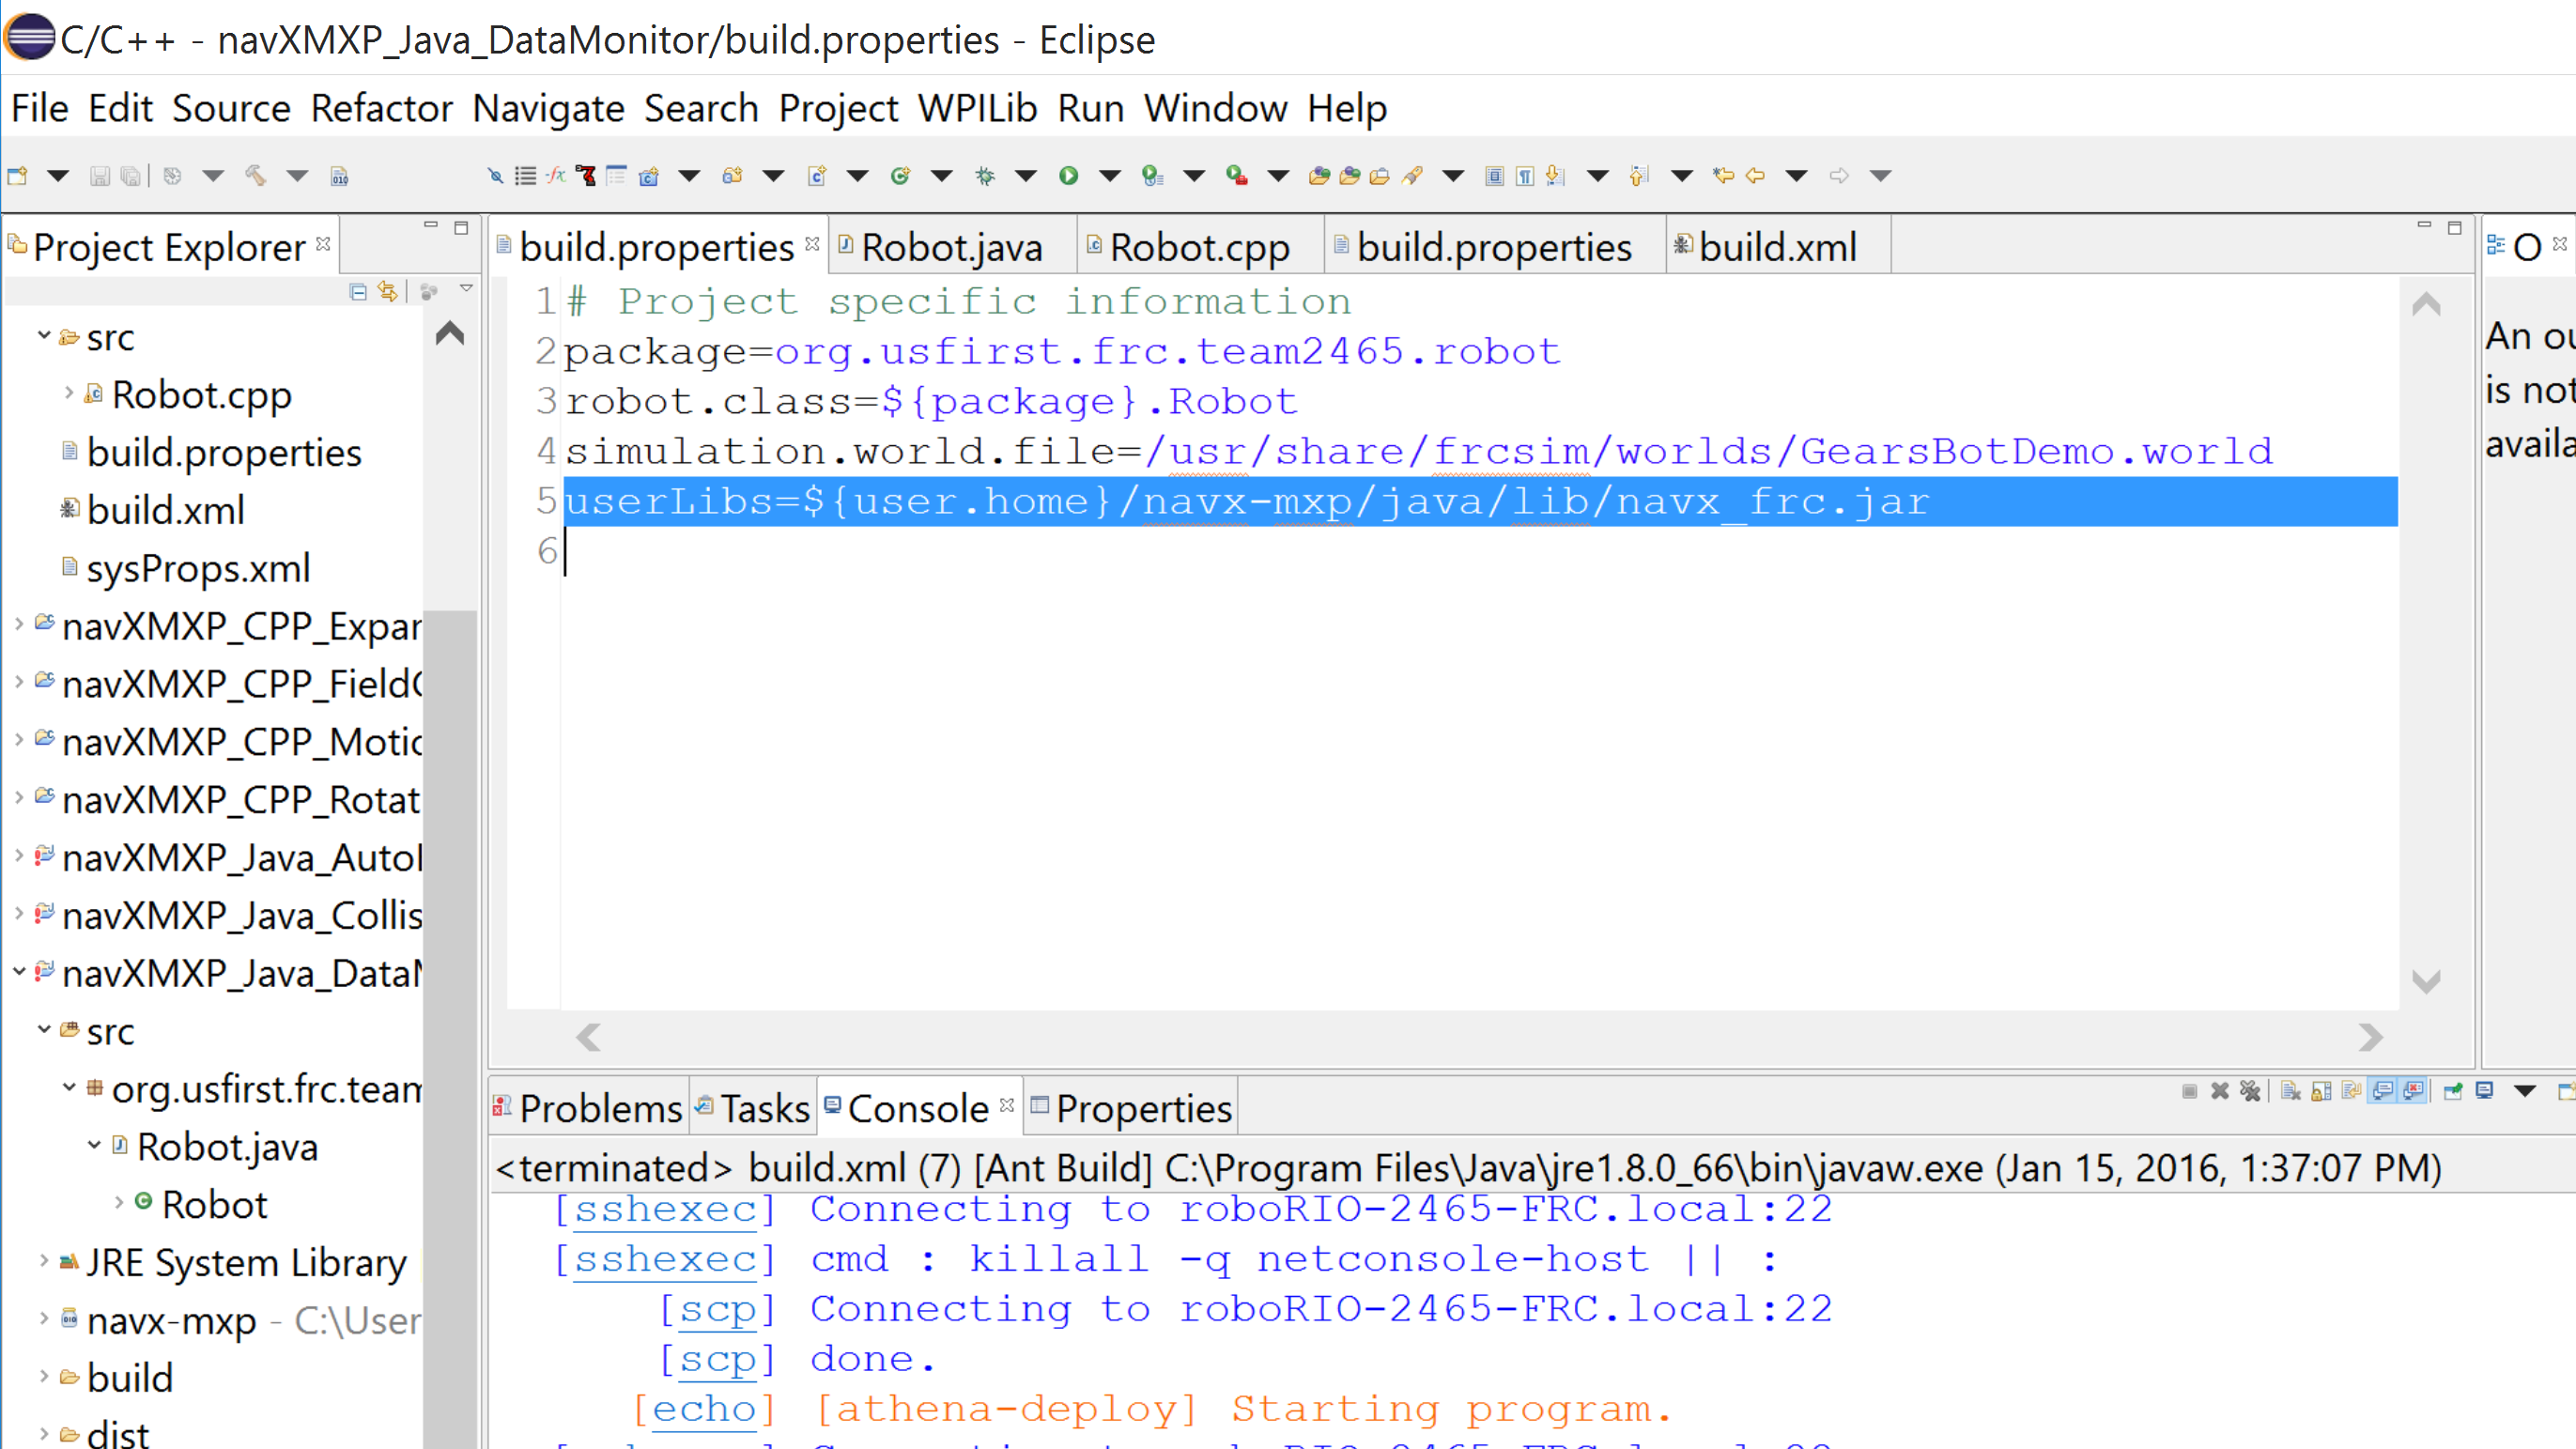 C/C++ - navXMXP_Java_DataMonitor/build.properties - Eclipse
File Edit Source Refactor Navigate Search Project WPILib Run Window Help
Project Explorer
build.properties Robot.java Robot.cpp build.properties build.xml
O
src
Robot.cpp
build.properties
build.xml
sysProps.xml
navXMXP_CPP_Expan
navXMXP_CPP_Field
navXMXP_CPP_Motic
navXMXP_CPP_Rotat
navXMXP_Java_Auto
navXMXP_Java_Collis
navXMXP_Java_Data
src
org.usfirst.frc.team
Robot.java
Robot
JRE System Library
navx-mxp - C:\User
build
dist
1# Project specific information
2package=org.usfirst.frc.team2465.robot
3robot.class=${package}.Robot
4simulation.world.file=/usr/share/frcsim/worlds/GearsBotDemo.world
5userLibs=${user.home}/navx-mxp/java/lib/navx_frc.jar
6
An ou
is not
availa
Problems Tasks Console Properties
<terminated> build.xml (7) [Ant Build] C:\Program Files\Java\jre1.8.0_66\bin\javaw.exe (Jan 15, 2016, 1:37:07 PM)
[sshexec] Connecting to roboRIO-2465-FRC.local:22
[sshexec] cmd : killall -q netconsole-host || :
[scp] Connecting to roboRIO-2465-FRC.local:22
[scp] done.
[echo] [athena-deploy] Starting program.